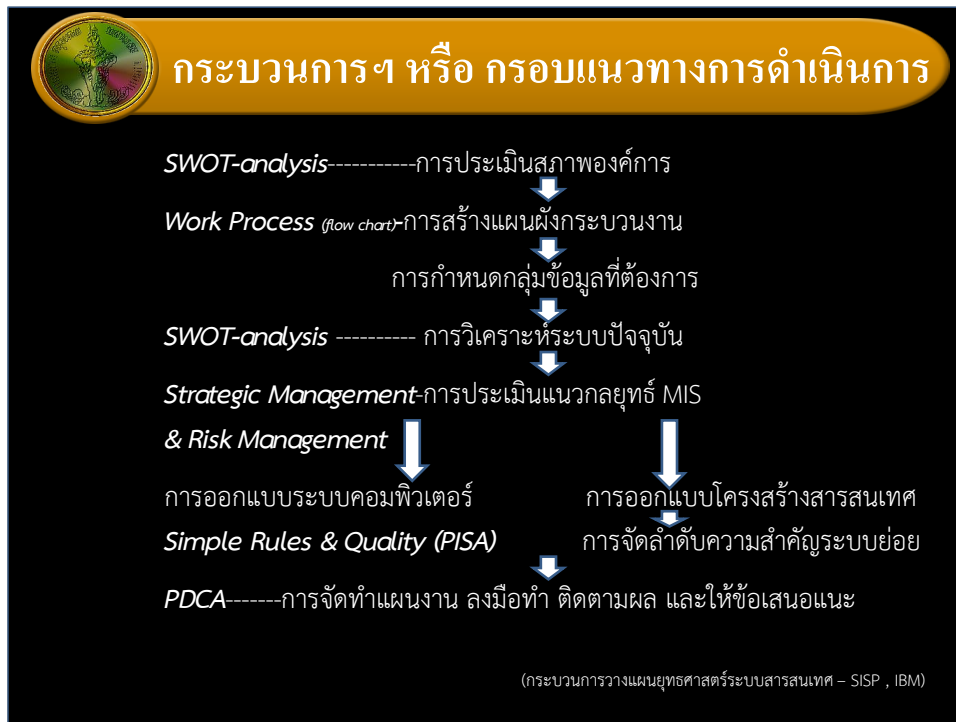 กระบวนการฯ หรือ กรอบแนวทางการดำเนินการ
SWOT-analysis-----------การประเมินสภาพองค์การ
Work Process (flow chart)-การสร้างแผนผังกระบวนงาน
การกำหนดกลุ่มข้อมูลที่ต้องการ
SWOT-analysis ---------- การวิเคราะห์ระบบปัจจุบัน
Strategic Management-การประเมินแนวกลยุทธ์ MIS
& Risk Management
การออกแบบระบบคอมพิวเตอร์ การออกแบบโครงสร้างสารสนเทศ
Simple Rules & Quality (PISA) การจัดลำดับความสำคัญระบบย่อย
PDCA-------การจัดทำแผนงาน ลงมือทำ ติดตามผล และให้ข้อเสนอแนะ
(กระบวนการวางแผนยุทธศาสตร์ระบบสารสนเทศ – SISP , IBM)